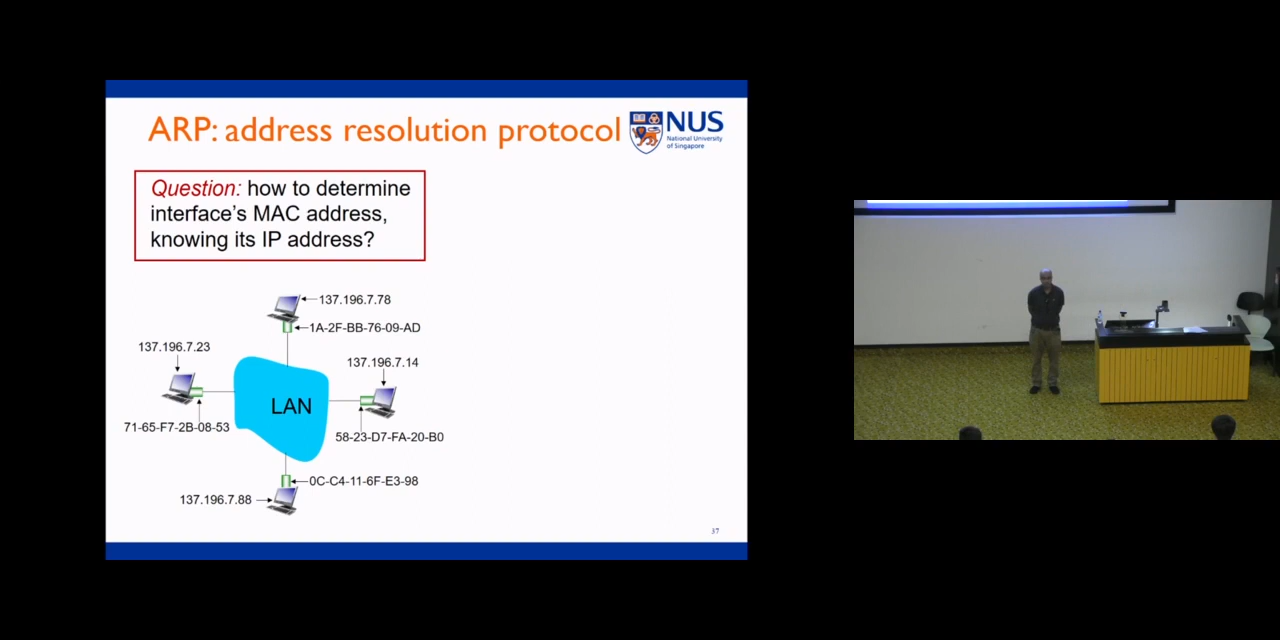 ARP: address resolution protocol
NUS
National University
of Singapore
Question: how to determine
interface's MAC address,
knowing its IP address?
137.196.7.78
1A-2F-BB-76-09-AD
137.196.7.23
137.196.7.14
LAN
71-65-F7-2B-08-53
58-23-D7-FA-20-B0
0C-C4-11-6F-E3-98
137.196.7.88
37